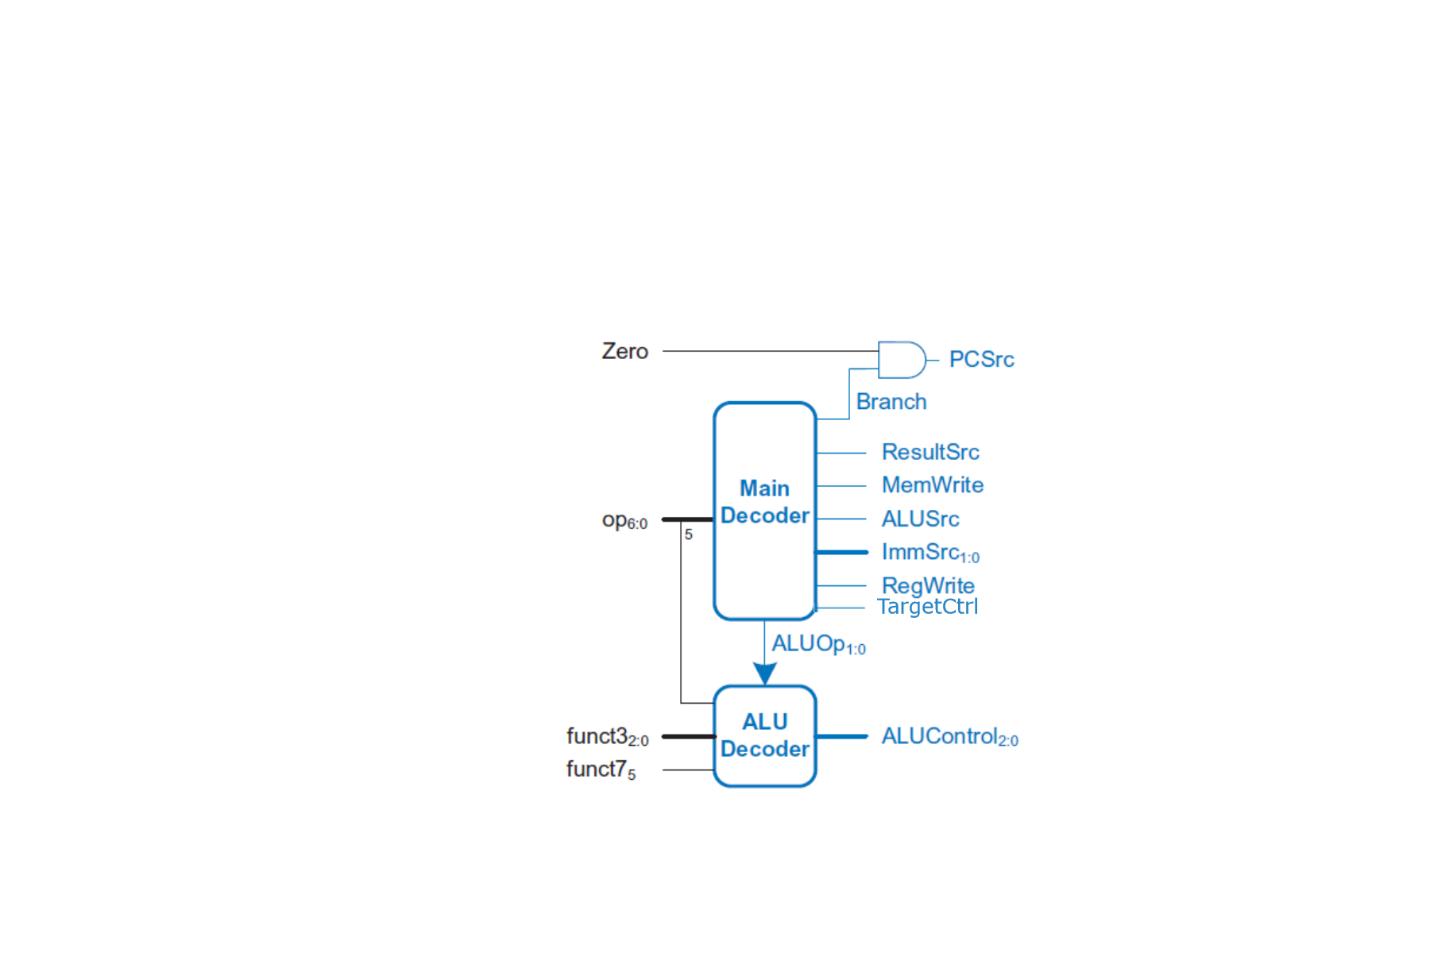 Zero
PCSrc
Branch
ResultSrc
MemWrite
Main
Decoder
ALUSrc
op6:0
5
ImmSrc1:0
RegWrite
TargetCtrl
ALUOp1:0
ALU
Decoder
funct32:0
ALUControl2:0
funct75